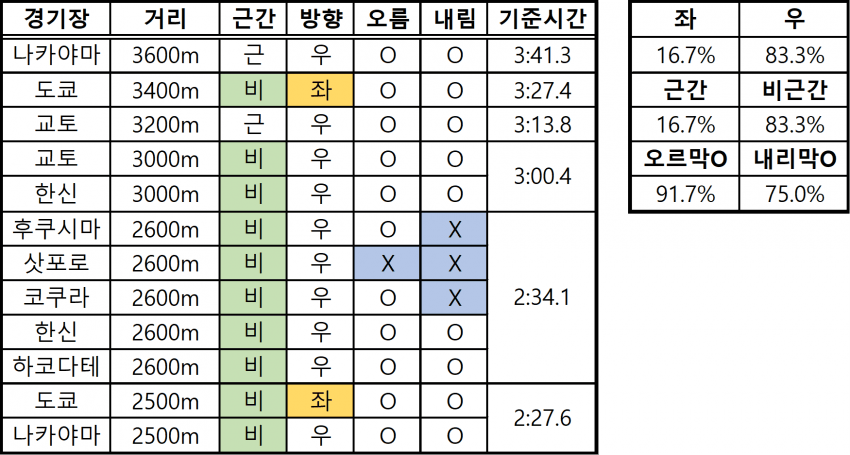 경기장 거리 근간 방향 오름 내림 기준시간
나카야마 3600m 근 우 O O 3:41.3
도쿄 3400m 비 좌 O O 3:27.4
교토 3200m 근 우 O O 3:13.8
교토 3000m 비 우 O O 3:00.4
한신 3000m 비 우 O O
후쿠시마 2600m 비 우 O X 2:34.1
삿포로 2600m 비 우 X X
코쿠라 2600m 비 우 O X
한신 2600m 비 우 O O
하코다테 2600m 비 우 O O
도쿄 2500m 비 좌 O O 2:27.6
나카야마 2500m 비 우 O O
좌 우
16.7% 83.3%
근간 비근간
16.7% 83.3%
오르막O 내리막O
91.7% 75.0%